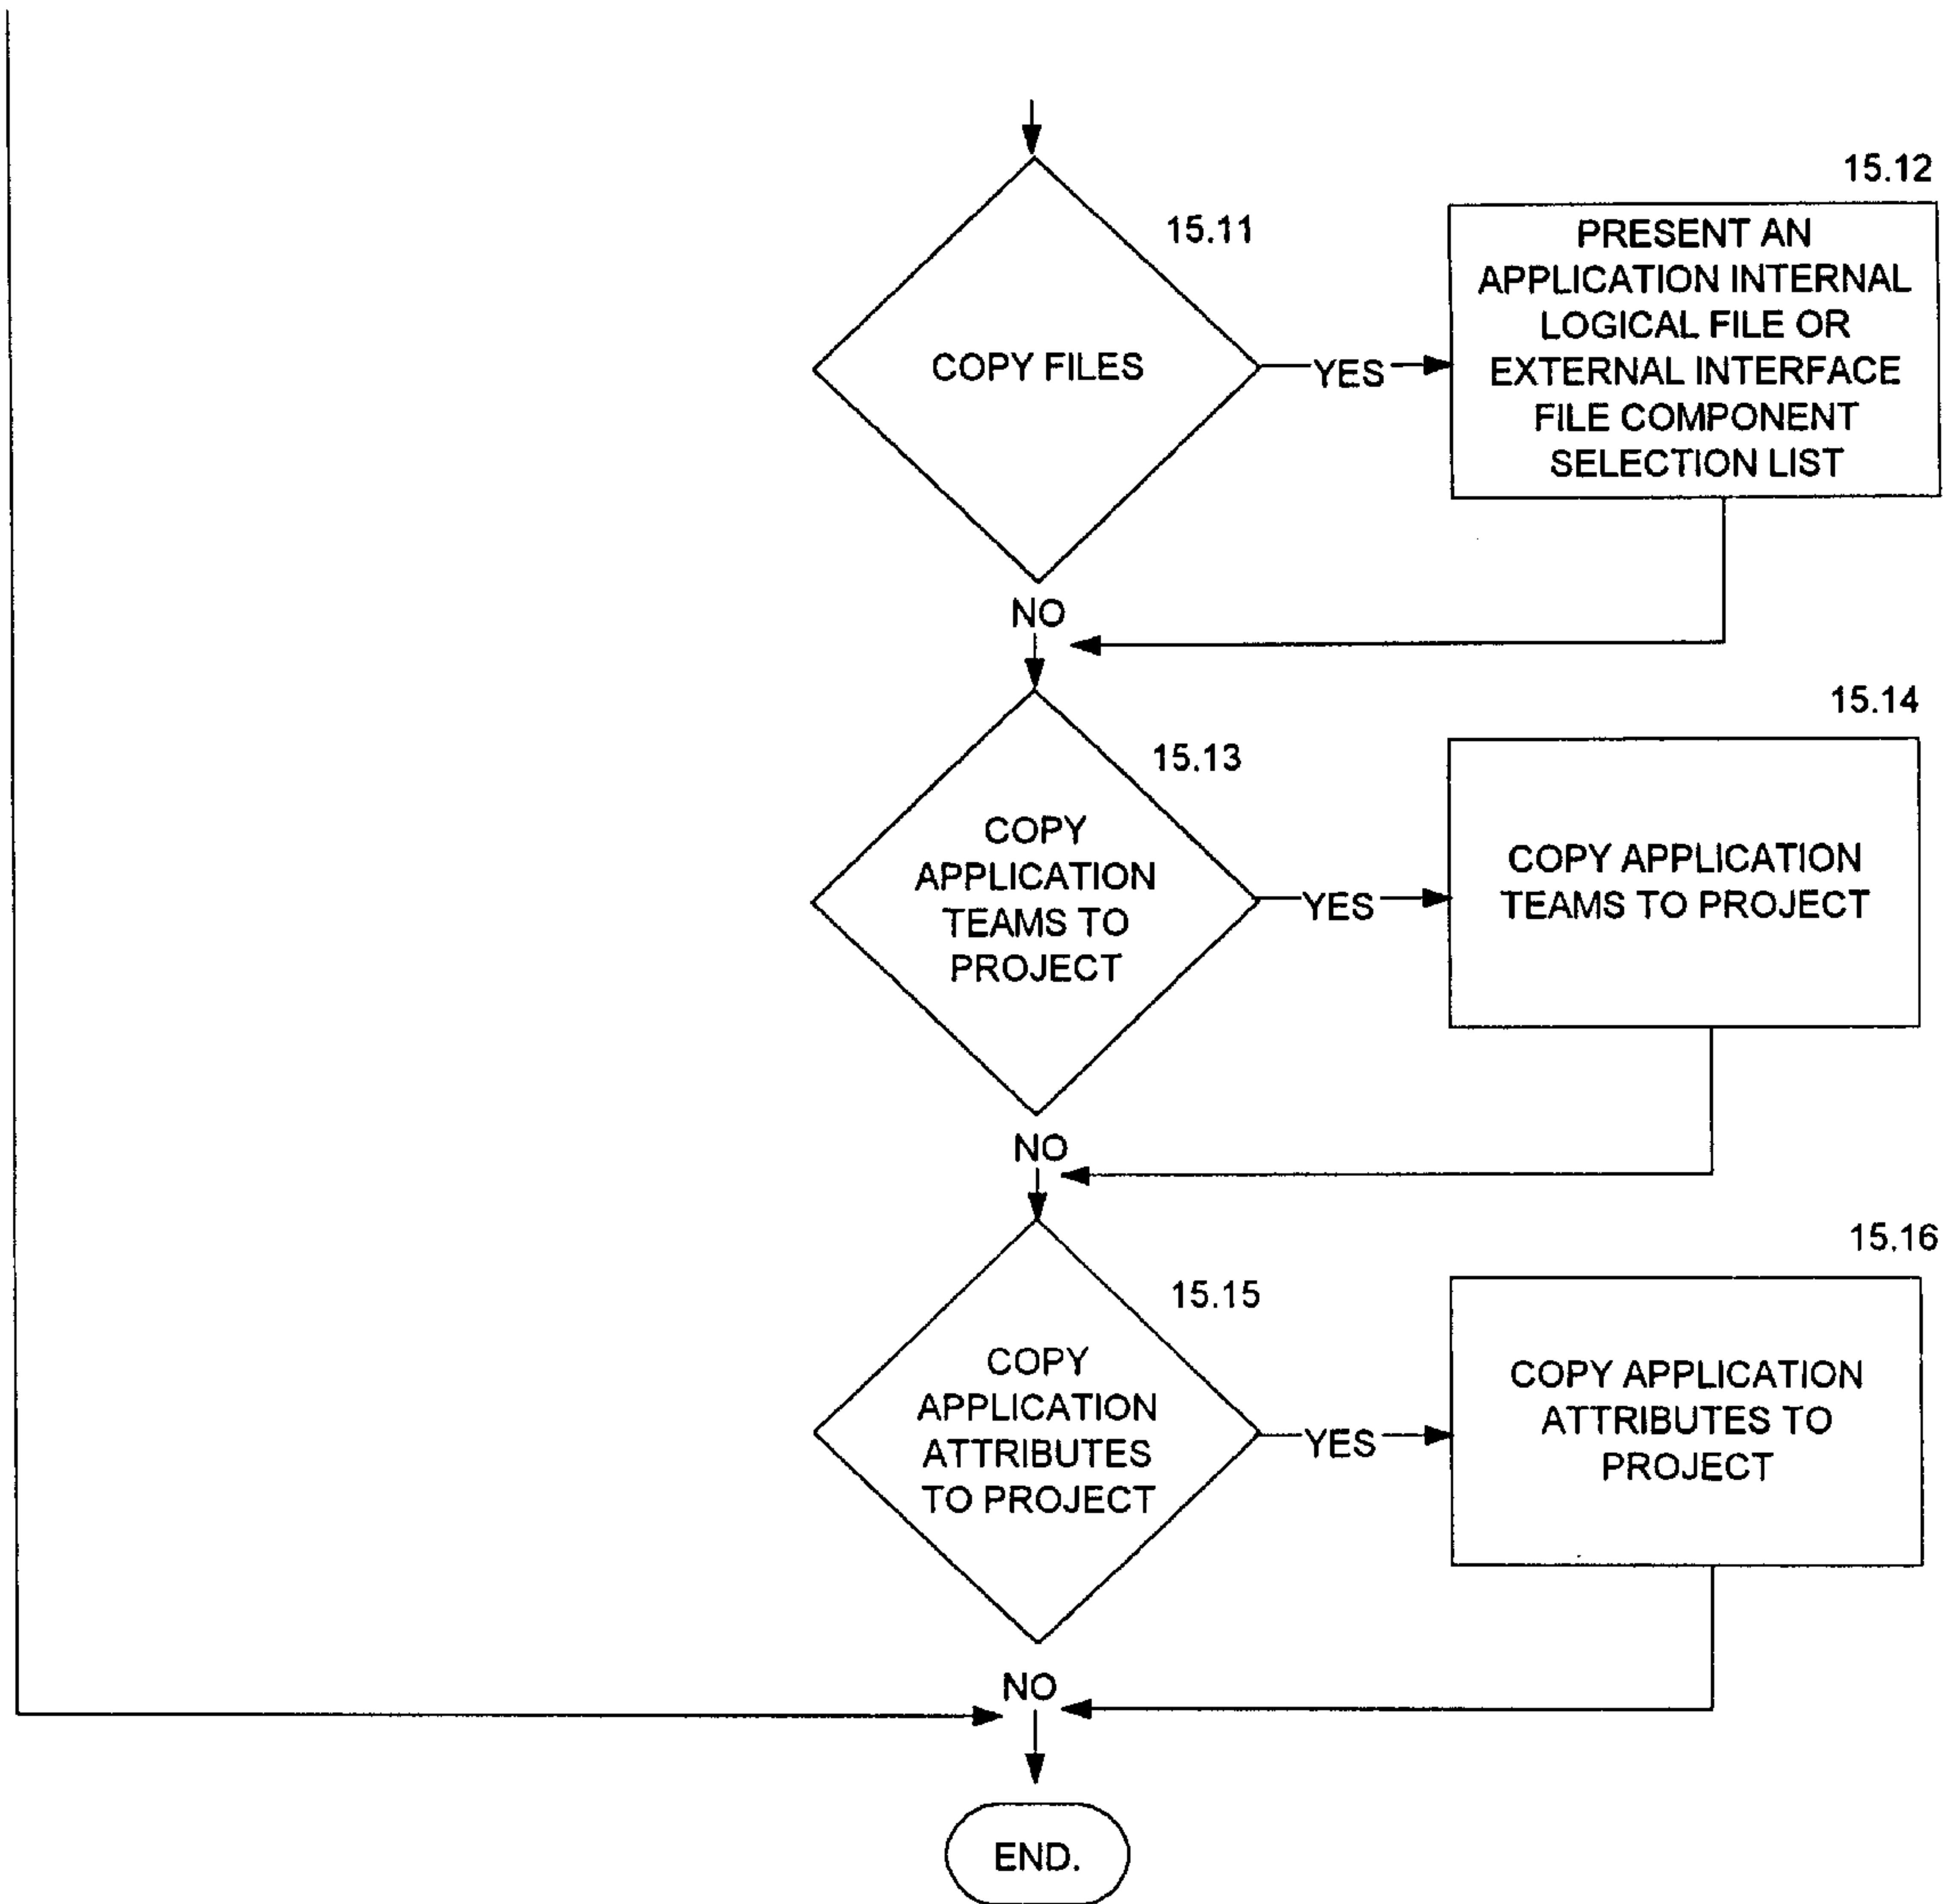 15.12
PRESENT AN
APPLICATION INTERNAL
LOGICAL FILE OR
EXTERNAL INTERFACE
FILE COMPONENT
SELECTION LIST
15.11
COPY FILES
YES
NO
15.14
15.13
COPY
APPLICATION
TEAMS TO
PROJECT
YES
COPY APPLICATION
TEAMS TO PROJECT
NO
15.16
15.15
COPY
APPLICATION
ATTRIBUTES
TO PROJECT
YES
COPY APPLICATION
ATTRIBUTES TO
PROJECT
NO
END.